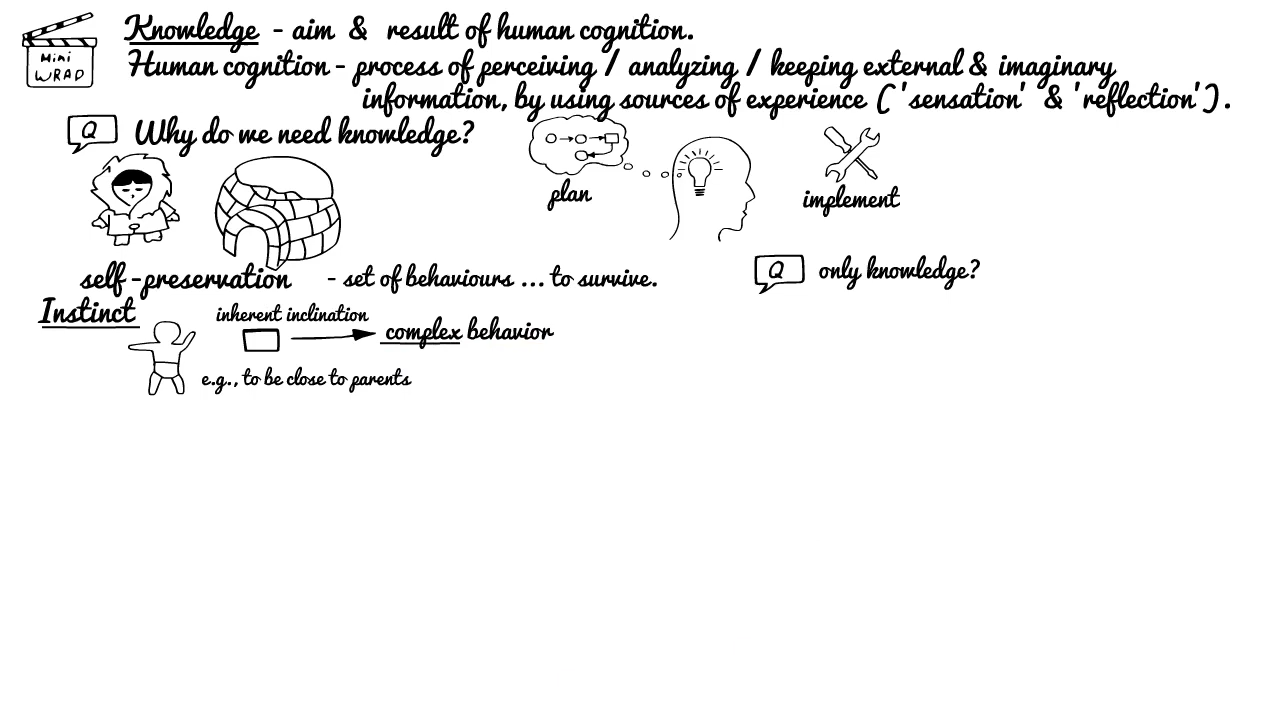 Mini
WRAP
Knowledge - aim & result of human cognition.
Human cognition - process of perceiving / analyzing / keeping external & imaginary
information, by using sources of experience ('sensation' & 'reflection').
Q Why do we need knowledge?
plan
implement
self-preservation - set of behaviours ... to survive.
Q only knowledge?
Instinct
inherent inclination
complex behavior
e.g., to be close to parents